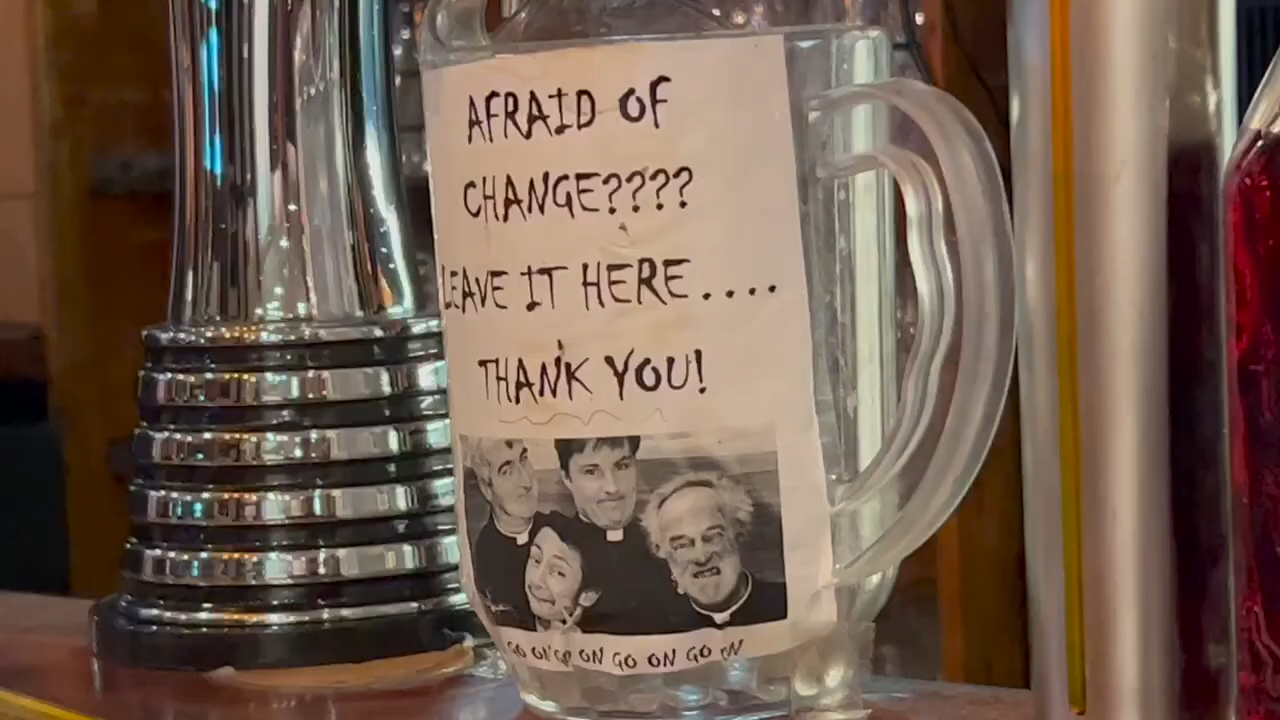 AFRAID OF
CHANGE????
LEAVE IT HERE....
THANK YOU!
GO ON GO ON GO ON GO ON